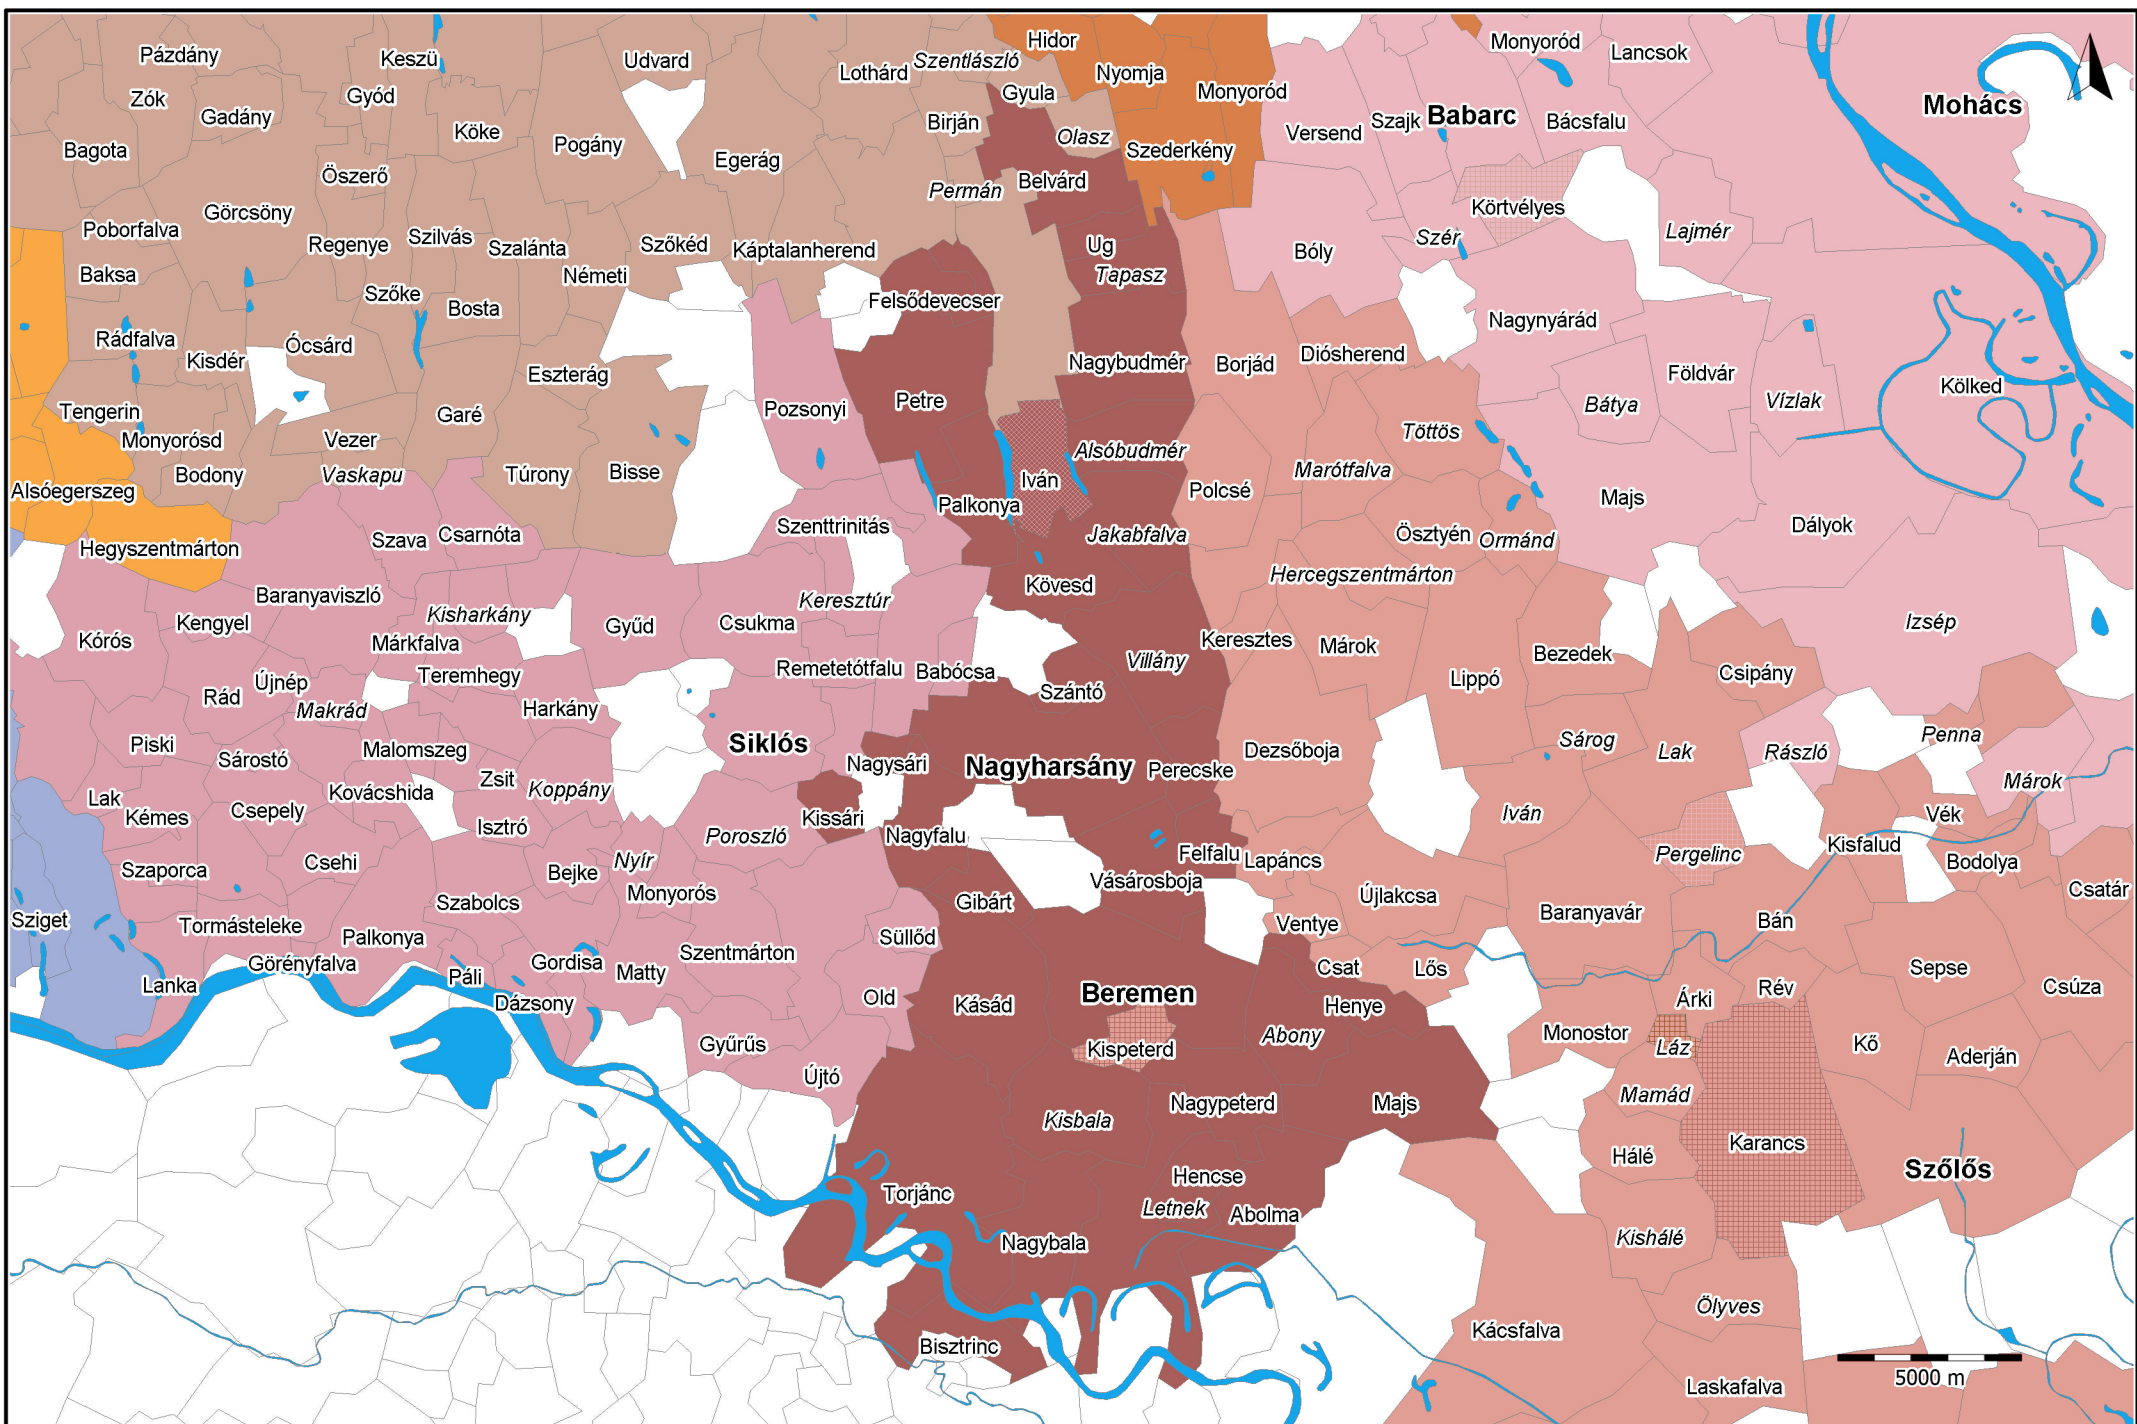 Pázdány
Keszü
Udvard
Lothárd
Szentlászló
Hidor
Nyomja
Monyoród
Monyoród
Lancsok
Mohács
Zók
Gadány
Gyód
Köke
Pogány
Egerág
Birján
Gyula
Olasz
Szederkény
Versend
Szajk
Babarc
Bácsfalu
Bagota
Öszerő
Permán
Belvárd
Körtvélyes
Poborfalva
Görcsöny
Regenye
Szilvás
Szalánta
Szőkéd
Káptalanherend
Ug
Tapasz
Bóly
Szér
Lajmér
Baksa
Szőke
Bosta
Németi
Felsődevecser
Nagynyárád
Rádfalva
Kisdér
Ócsárd
Eszterág
Nagybudmér
Borjád
Diósherend
Földvár
Kölked
Tengerin
Monyorósd
Vezer
Garé
Pozsonyi
Petre
Bátya
Vízlak
Bodony
Vaskapu
Túrony
Bisse
Iván
Alsóbudmér
Marótfalva
Töttös
Alsóegerszeg
Hegyszentmárton
Szava
Csarnóta
Szenttrinitás
Palkonya
Jakabfalva
Polcsé
Ösztyén
Ormánd
Majs
Dályok
Kórós
Kengyel
Baranyaviszló
Kisharkány
Márkfalva
Gyűd
Csukma
Keresztúr
Kövesd
Hercegszentmárton
Izsép
Rád
Újnép
Makrád
Teremhegy
Harkány
Remetetótfalu
Babócsa
Szántó
Villány
Keresztes
Márok
Lippó
Bezedek
Csipány
Piski
Sárostó
Malomszeg
Zsit
Koppány
Siklós
Nagysári
Nagyharsány
Perecske
Dezsőboja
Sárog
Lak
Rászló
Penna
Márok
Lak
Kémes
Csepely
Kovácshida
Isztró
Poroszló
Kissári
Nagyfalu
Felfalu
Lapáncs
Iván
Pergelinc
Kisfalud
Vék
Bodolya
Szaporca
Csehi
Bejke
Nyír
Monyorós
Vásárosboja
Csatár
Sziget
Tormásteleke
Palkonya
Szabolcs
Szentmárton
Süllőd
Gibárt
Ventye
Újlakcsa
Baranyavár
Bán
Lanka
Görényfalva
Páli
Gordisa
Matty
Dázsony
Old
Kásád
Beremen
Csat
Henye
Lős
Árki
Rév
Sepse
Csúza
Gyűrűs
Újtó
Kispeterd
Abony
Monostor
Láz
Kő
Aderján
Kisbala
Nagypeterd
Majs
Mamád
Hálé
Karancs
Szőlős
Torjánc
Hencse
Letnek
Abolma
Nagybala
Kishálé
Bisztrinc
Kácsfalva
Ölyves
Laskafalva
5000 m